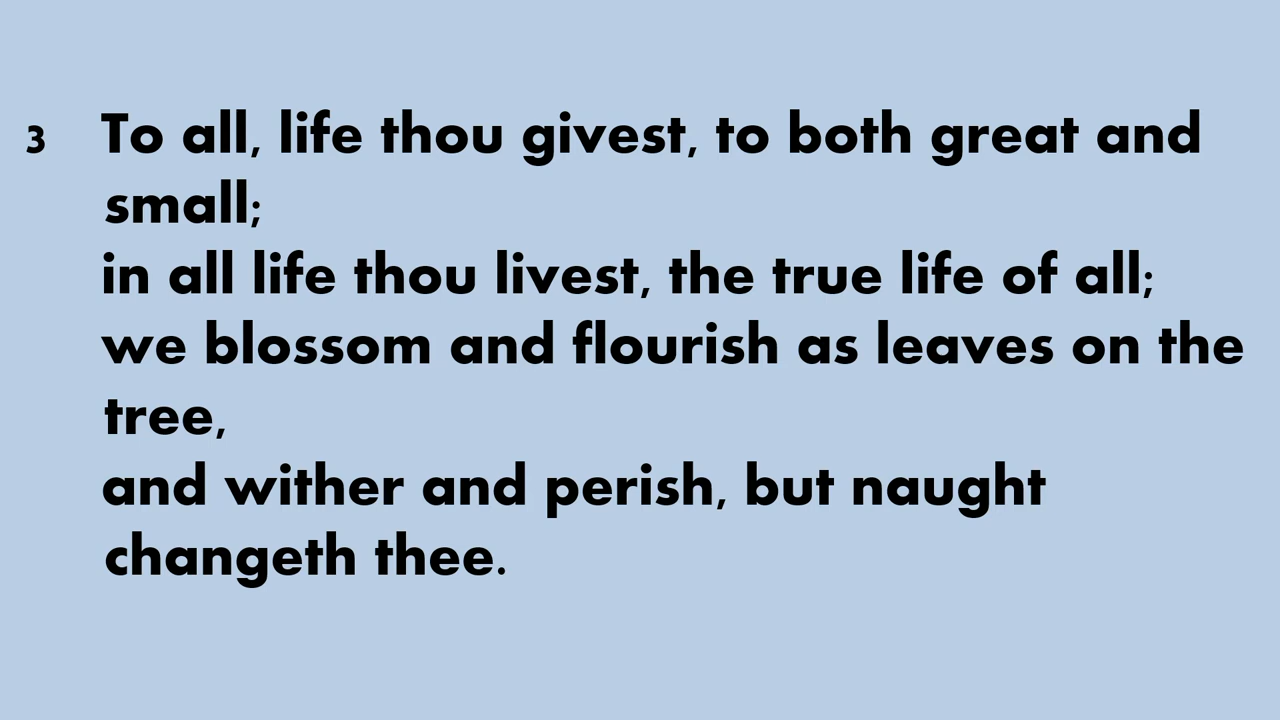 3 To all, life thou givest, to both great and
small;
in all life thou livest, the true life of all;
we blossom and flourish as leaves on the
tree,
and wither and perish, but naught
changeth thee.